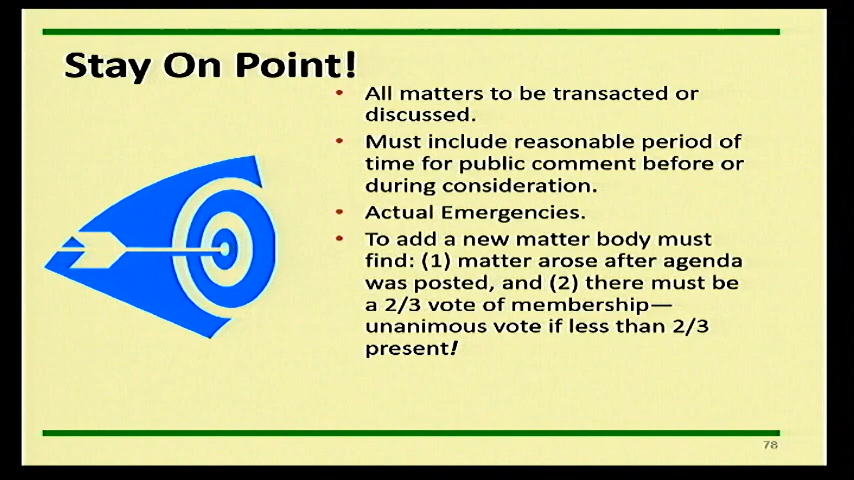 Stay On Point!
• All matters to be transacted or
discussed.
• Must include reasonable period of
time for public comment before or
during consideration.
• Actual Emergencies.
• To add a new matter body must
find: (1) matter arose after agenda
was posted, and (2) there must be
a 2/3 vote of membership—
unanimous vote if less than 2/3
present!
78